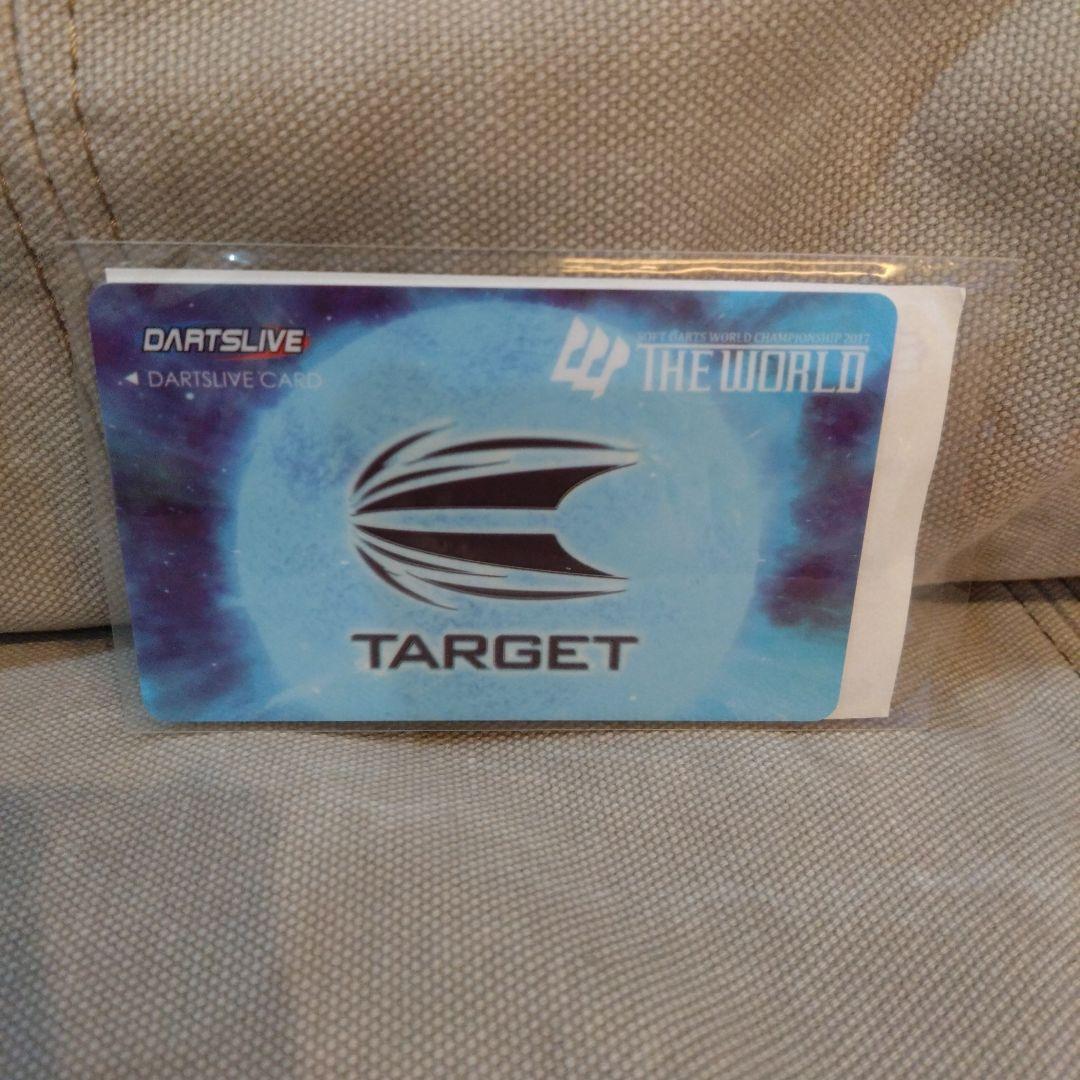 DARTSLIVE
◄ DARTSLIVE CARD
SOFT DARTS WORLD CHAMPIONSHIP 2017
THE WORLD
TARGET